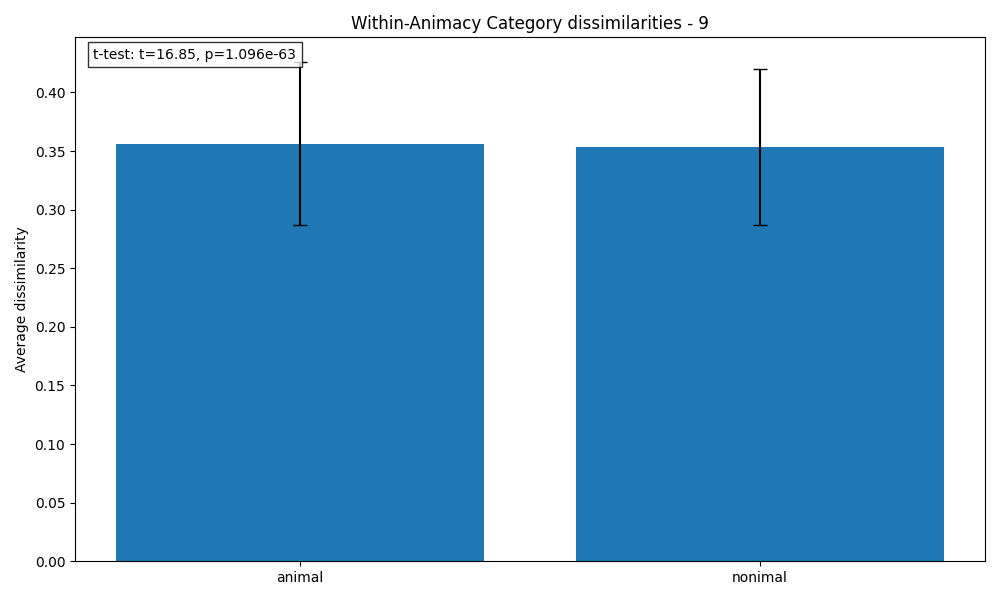 Within-Animacy Category dissimilarities - 9
t-test: t=16.85, p=1.096e-63
Average dissimilarity
0.40
0.35
0.30
0.25
0.20
0.15
0.10
0.05
0.00
animal
nonimal